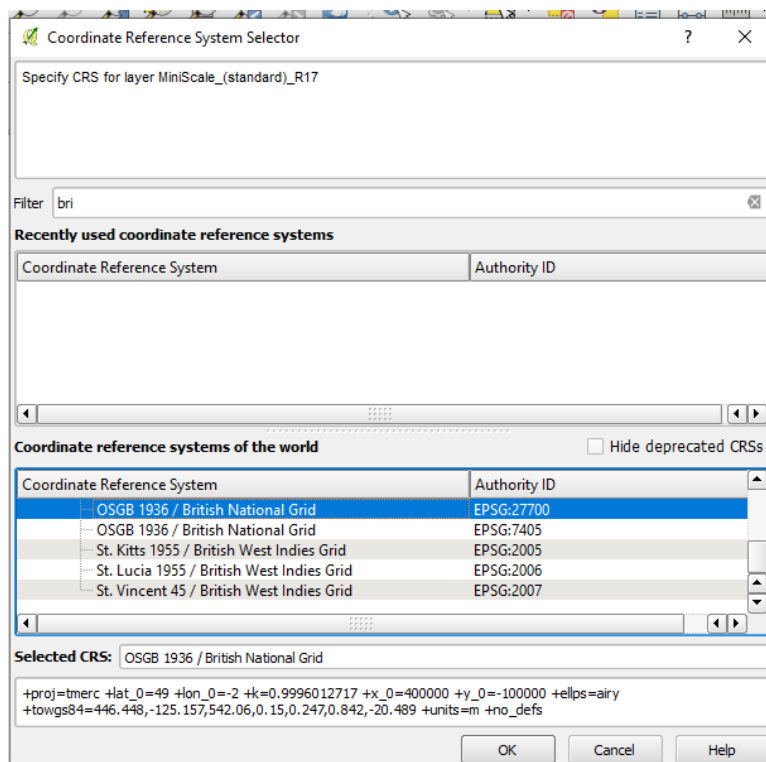 Coordinate Reference System Selector
?
Specify CRS for layer MiniScale_(standard)_R17
Filter bri
Recently used coordinate reference systems
Coordinate Reference System Authority ID
Coordinate reference systems of the world Hide deprecated CRSs
Coordinate Reference System Authority ID
OSGB 1936 / British National Grid EPSG:27700
OSGB 1936 / British National Grid EPSG:7405
St. Kitts 1955 / British West Indies Grid EPSG:2005
St. Lucia 1955 / British West Indies Grid EPSG:2006
St. Vincent 45 / British West Indies Grid EPSG:2007
Selected CRS: OSGB 1936 / British National Grid
+proj=tmerc +lat_0=49 +lon_0=-2 +k=0.9996012717 +x_0=400000 +y_0=-100000 +ellps=airy
+towgs84=446.448,-125.157,542.06,0.15,0.247,0.842,-20.489 +units=m +no_defs
OK Cancel Help